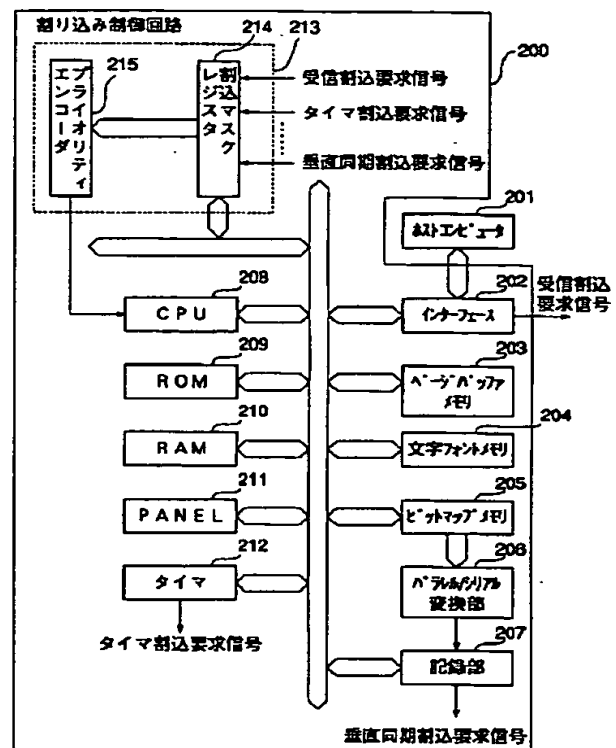 割り込み制御回路
213
200
214
215
プライオリティ
エンコーダ
割込マスク
レジスタ
受信割込要求信号
タイマ割込要求信号
垂直同期割込要求信号
201
ホストコンピュータ
208
CPU
202
インターフェース
受信割込
要求信号
209
ROM
203
ページバッファ
メモリ
210
RAM
204
文字フォントメモリ
211
PANEL
205
ビットマップメモリ
212
タイマ
206
パラレル/シリアル
変換部
タイマ割込要求信号
207
記録部
垂直同期割込要求信号